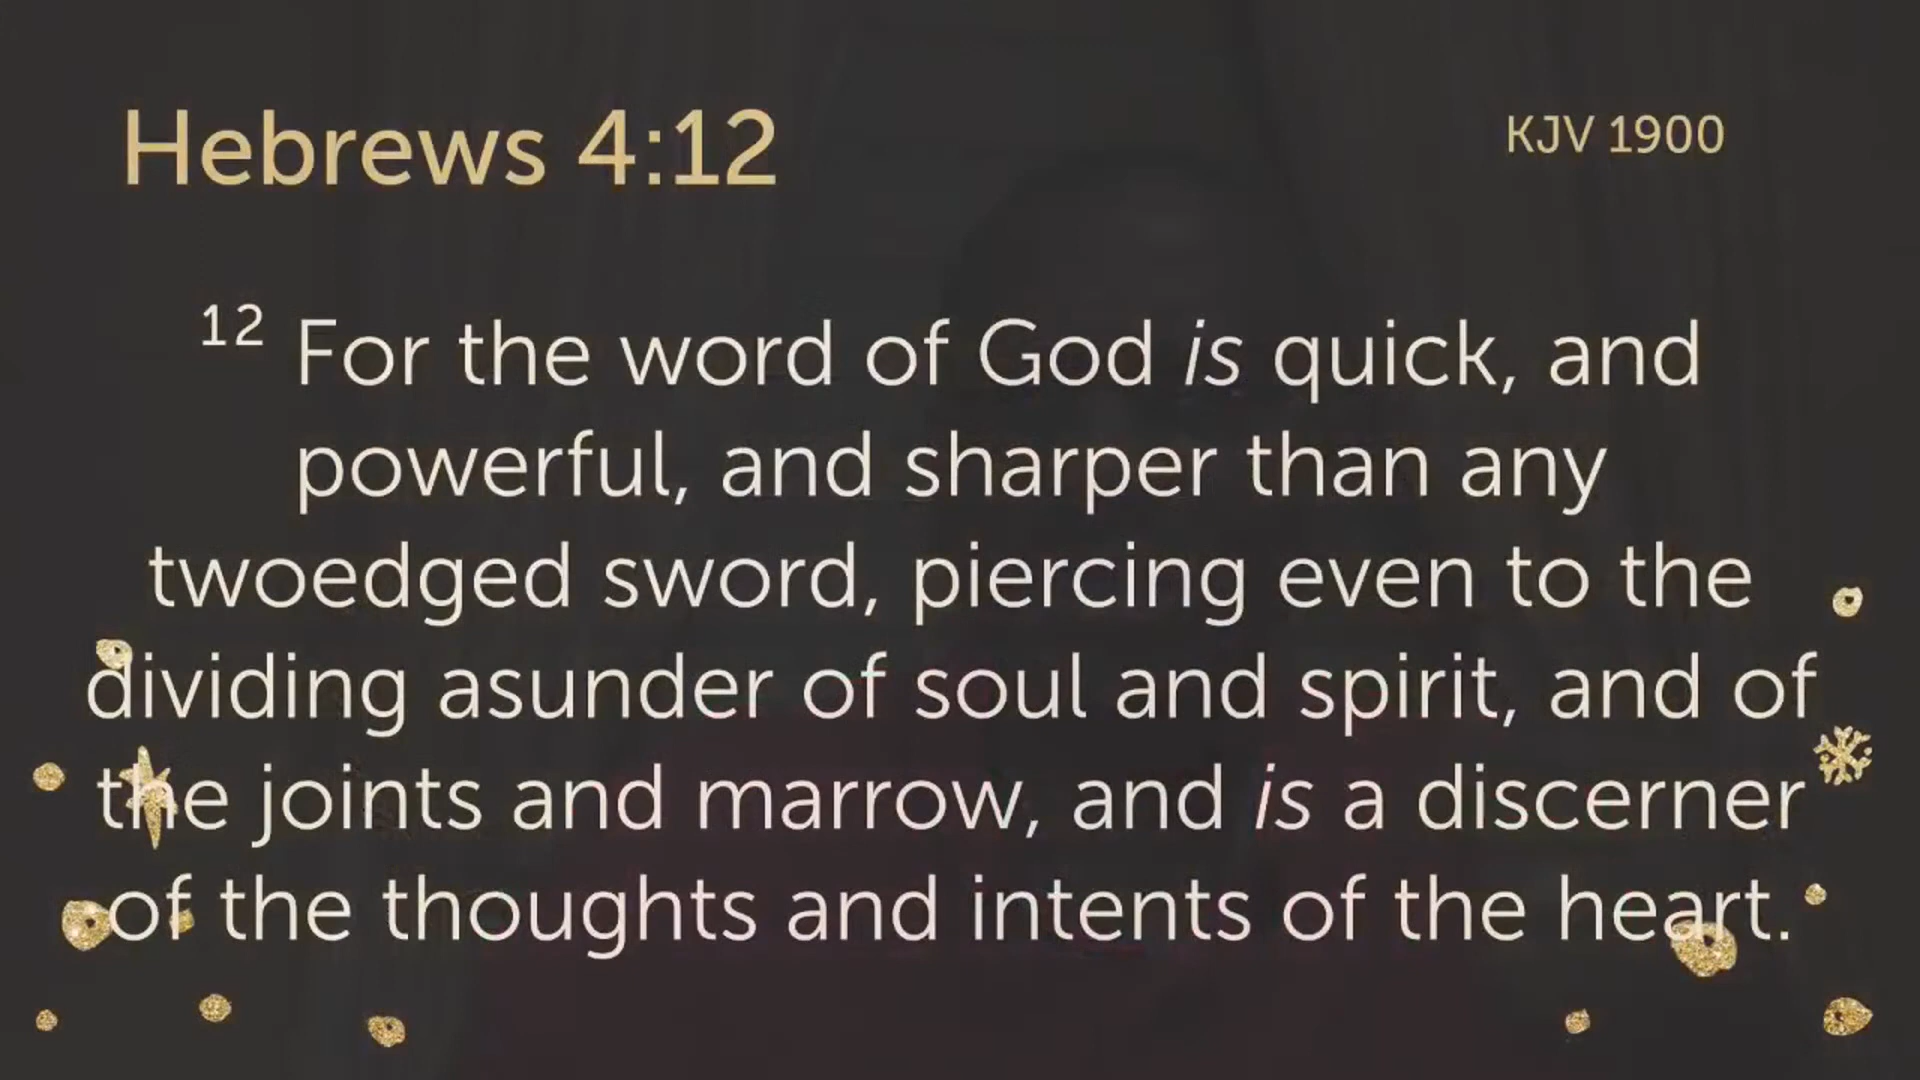 Hebrews 4:12
KJV 1900
12 For the word of God is quick, and
powerful, and sharper than any
twoedged sword, piercing even to the
dividing asunder of soul and spirit, and of
the joints and marrow, and is a discerner
of the thoughts and intents of the heart.